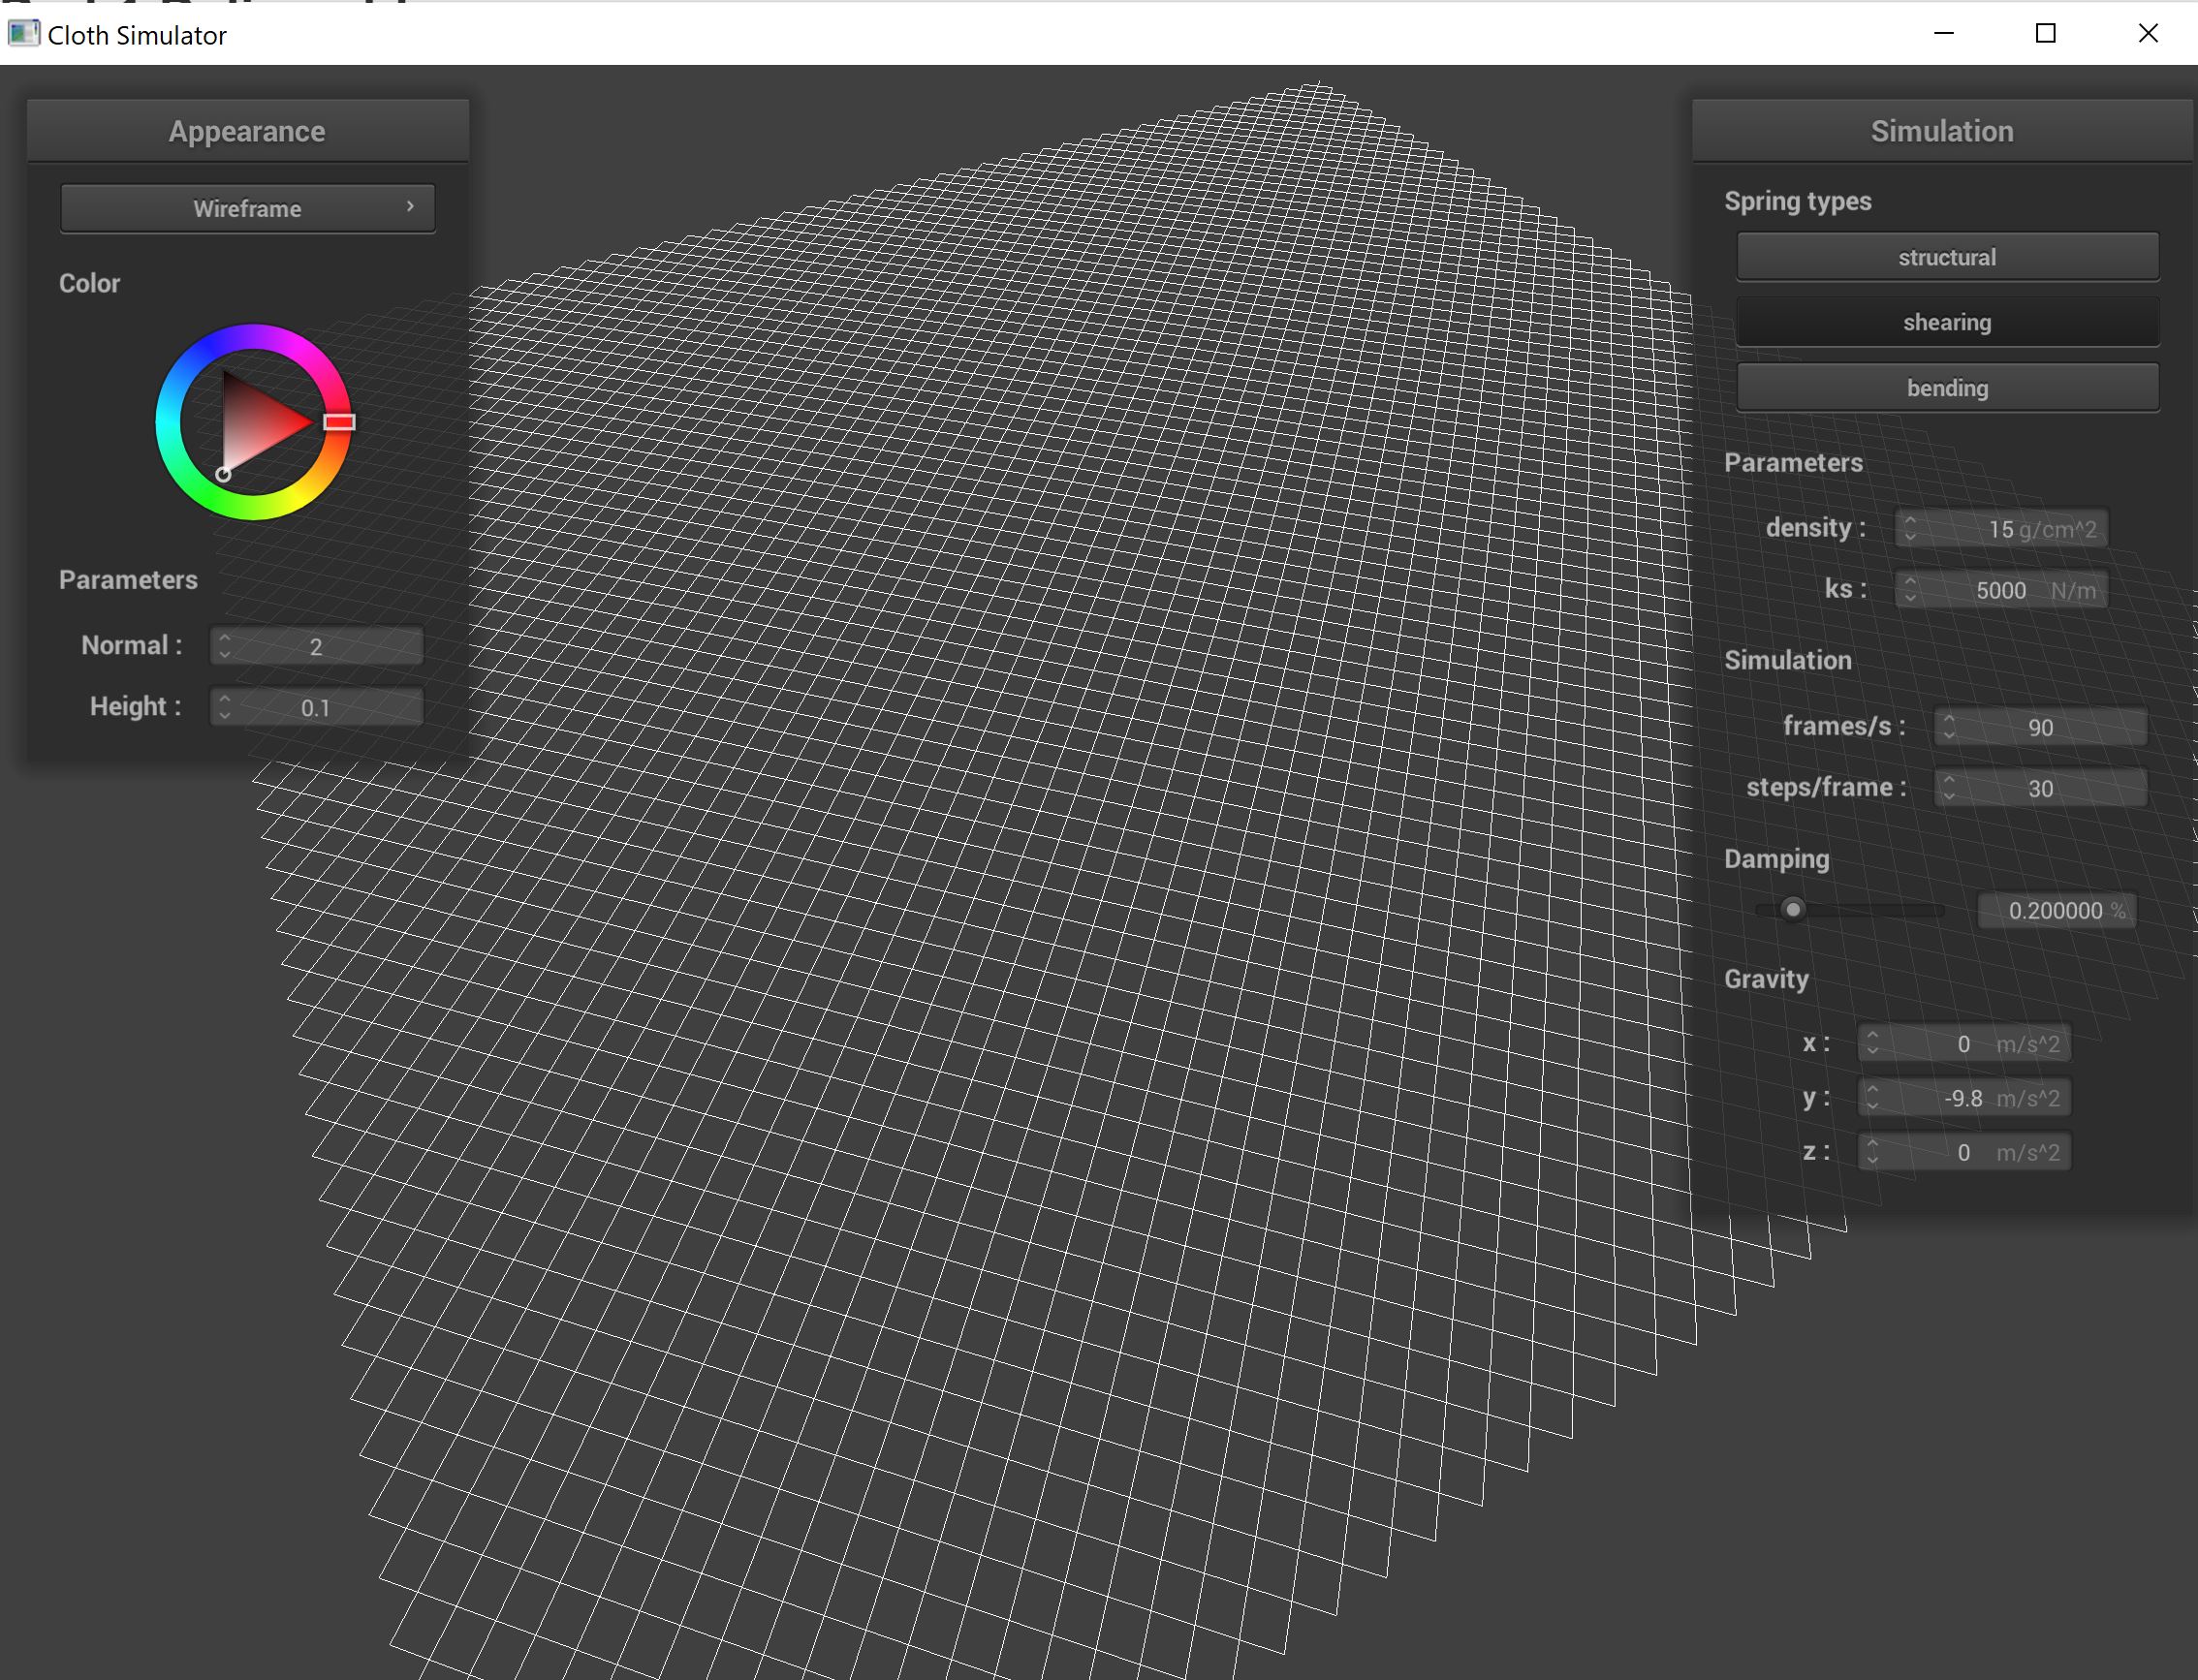 Cloth Simulator
Appearance
Wireframe
Color
Parameters
Normal : 2
Height : 0.1
Simulation
Spring types
structural
shearing
bending
Parameters
density : 15 g/cm^2
ks : 5000 N/m
Simulation
frames/s : 90
steps/frame : 30
Damping
0.200000 %
Gravity
x : 0 m/s^2
y : -9.8 m/s^2
z : 0 m/s^2